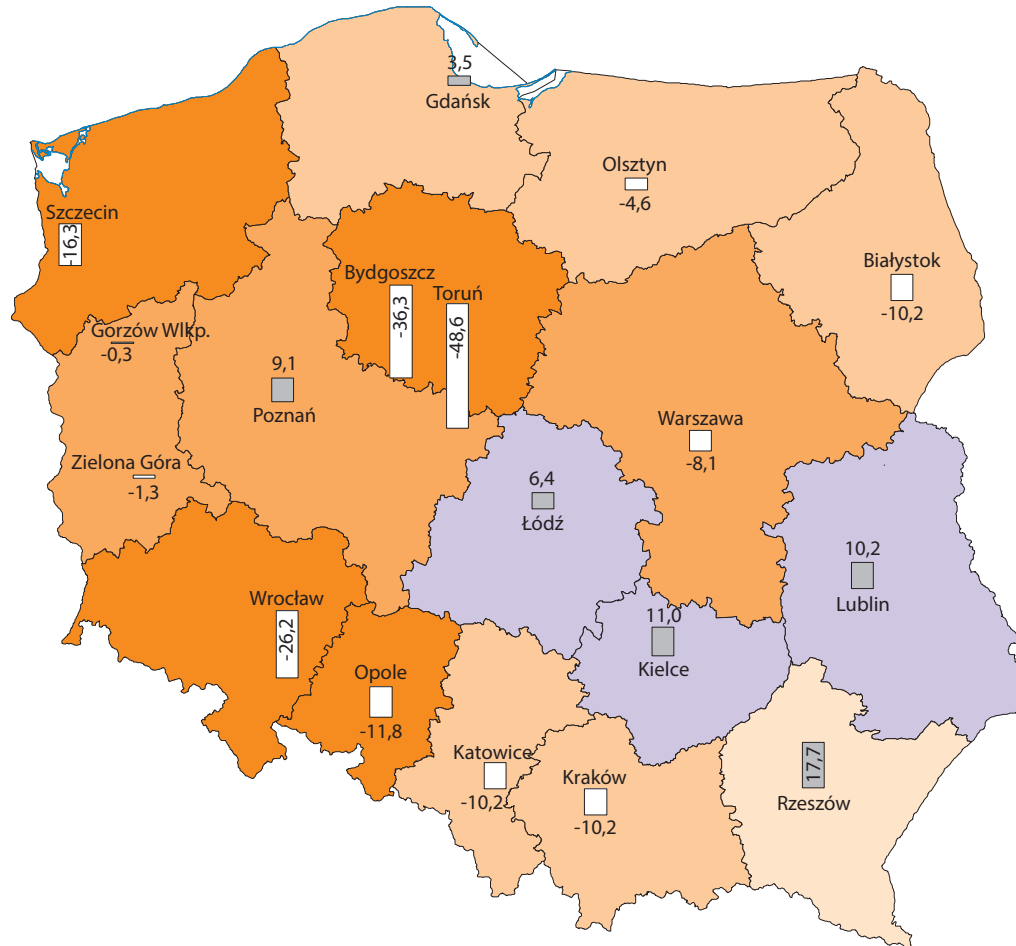 3,5
Gdańsk
Olsztyn
-4,6
Szczecin
-16,3
Białystok
-10,2
Bydgoszcz
-36,3
Toruń
-48,6
Gorzów Wlkp.
-0,3
9,1
Poznań
Warszawa
-8,1
Zielona Góra
-1,3
6,4
Łódź
10,2
Lublin
Wrocław
-26,2
11,0
Kielce
Opole
-11,8
Katowice
-10,2
Kraków
-10,2
17,7
Rzeszów